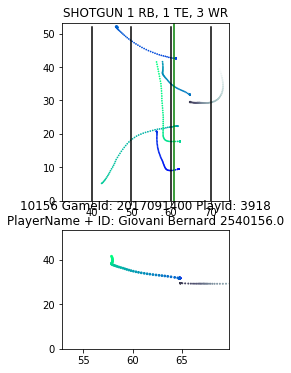 SHOTGUN 1 RB, 1 TE, 3 WR
50
40
30
20
10
0
40 50 60 70
10156 GameId: 2017091400 PlayId: 3918
PlayerName + ID: Giovani Bernard 2540156.0
40
20
0
55 60 65